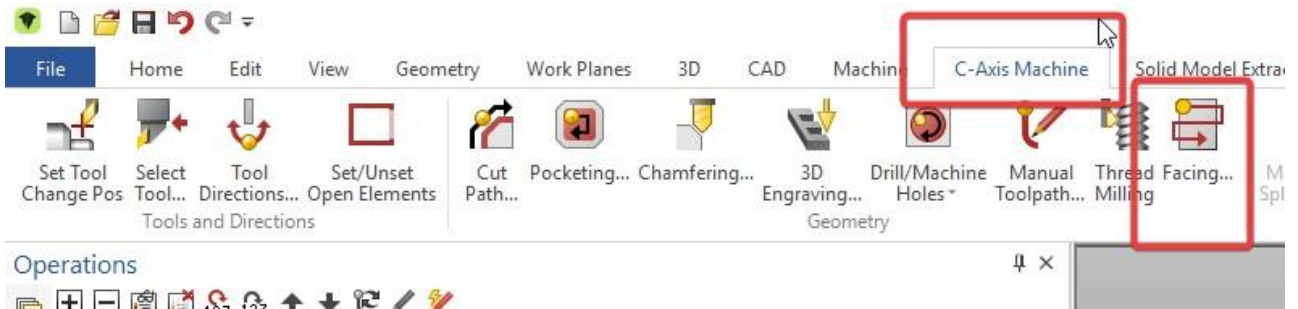 File Home Edit View Geometry Work Planes 3D CAD Machine C-Axis Machine Solid Model Extra
Set Tool Select Tool Set/Unset Cut Pocketing... Chamfering... 3D Drill/Machine Manual Thread Facing...
Change Pos Tool... Directions... Open Elements Path... Engraving... Holes Toolpath... Milling
Tools and Directions Geometry
Operations